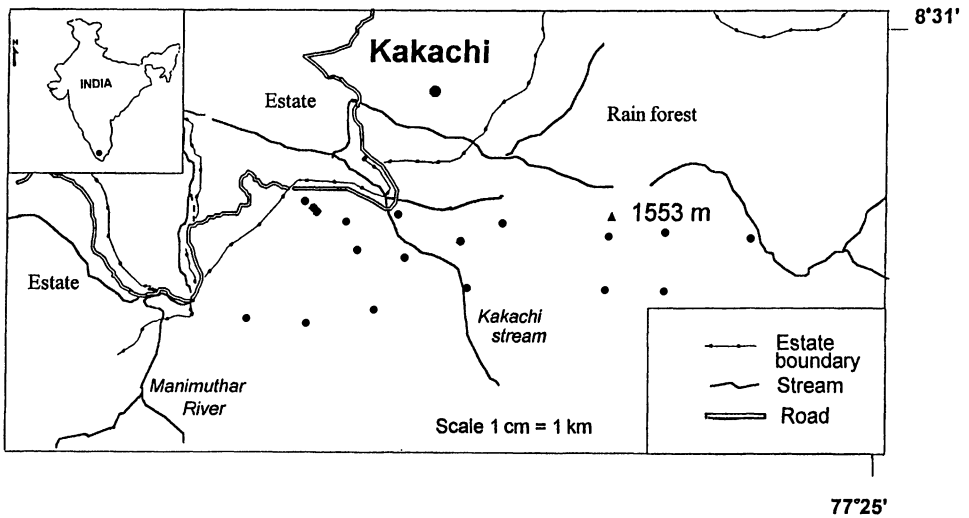 8°31'
N
INDIA
Kakachi
Estate
Rain forest
1553 m
Estate
Kakachi
stream
Manimuthar
River
Scale 1 cm = 1 km
Estate
boundary
Stream
Road
77°25'